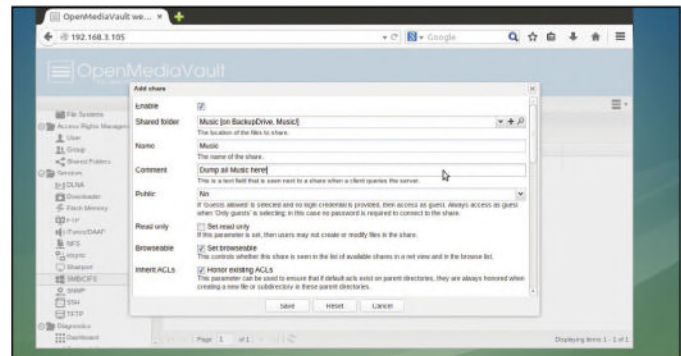 OpenMediaVault we... ×
192.168.3.105
Google
OpenMediaVault
Add share
File Systems
Access Rights Manageme
User
Group
Shared Folders
Services
DLNA
Downloader
Flash Memory
FTP
iTunes/DAAP
NFS
rsync
Shairport
SMB/CIFS
SNMP
SSH
TFTP
Diagnostics
Dashboard
Enable
Shared folder
Music [on BackupDrive, Music/]
The location of the files to share.
Name
Music
The name of the share.
Comment
Dump all Music here!
This is a text field that is seen next to a share when a client queries the server.
Public
No
If 'Guests allowed' is selected and no login credential is provided, then access as guest. Always access as guest
when 'Only guests' is selecting; in this case no password is required to connect to the share.
Read only
Set read only
If this parameter is set, then users may not create or modify files in the share.
Browseable
Set browseable
This controls whether this share is seen in the list of available shares in a net view and in the browse list.
Inherit ACLs
Honor existing ACLs
This parameter can be used to ensure that if default acls exist on parent directories, they are always honored when
creating a new file or subdirectory in these parent directories.
Save
Reset
Cancel
Page 1 of 1
Displaying items 1 - 1 of 1